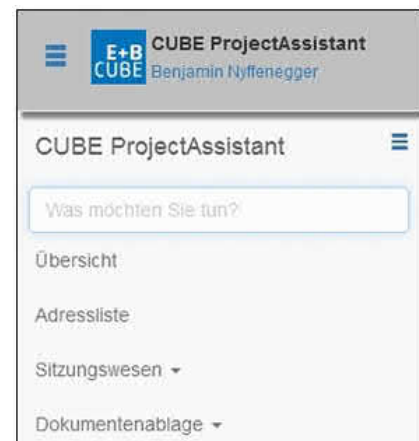 E+B
CUBE
CUBE ProjectAssistant
Benjamin Nyffenegger
CUBE ProjectAssistant
Was möchten Sie tun?
Übersicht
Adressliste
Sitzungswesen
Dokumentenablage